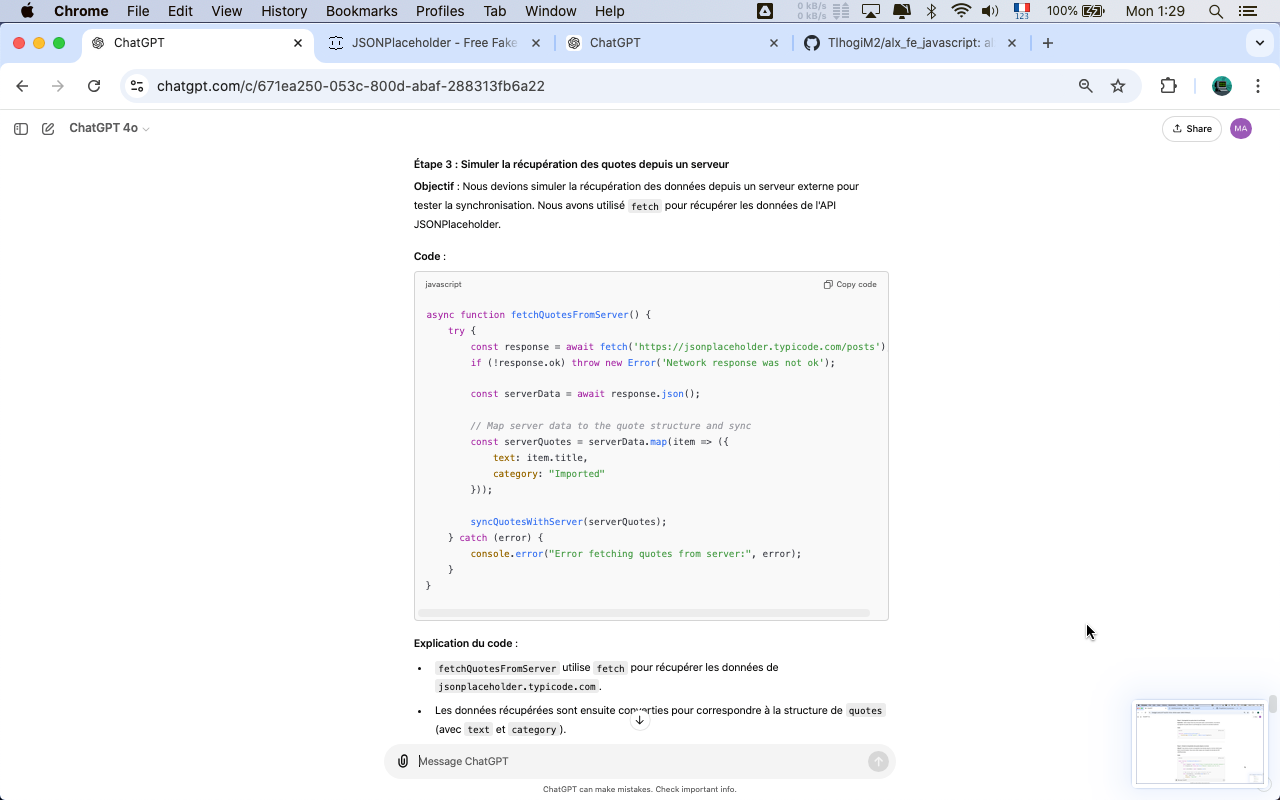 Chrome File Edit View History Bookmarks Profiles Tab Window Help 0 kB/s 0 kB/s 123 100% Mon 1:29
ChatGPT JSONPlaceholder - Free Fake ChatGPT TlhogiM2/alx_fe_javascript: al
chatgpt.com/c/671ea250-053c-800d-abaf-288313fb6a22
ChatGPT 4o Share MA
Étape 3 : Simuler la récupération des quotes depuis un serveur
Objectif : Nous devions simuler la récupération des données depuis un serveur externe pour
tester la synchronisation. Nous avons utilisé fetch pour récupérer les données de l'API
JSONPlaceholder.
Code :
javascript Copy code
async function fetchQuotesFromServer() {
try {
const response = await fetch('https://jsonplaceholder.typicode.com/posts')
if (!response.ok) throw new Error('Network response was not ok');
const serverData = await response.json();
// Map server data to the quote structure and sync
const serverQuotes = serverData.map(item => ({
text: item.title,
category: "Imported"
}));
syncQuotesWithServer(serverQuotes);
} catch (error) {
console.error("Error fetching quotes from server:", error);
}
}
Explication du code :
• fetchQuotesFromServer utilise fetch pour récupérer les données de
jsonplaceholder.typicode.com.
• Les données récupérées sont ensuite converties pour correspondre à la structure de quotes
(avec text et category).
Message ChatGPT
ChatGPT can make mistakes. Check important info.